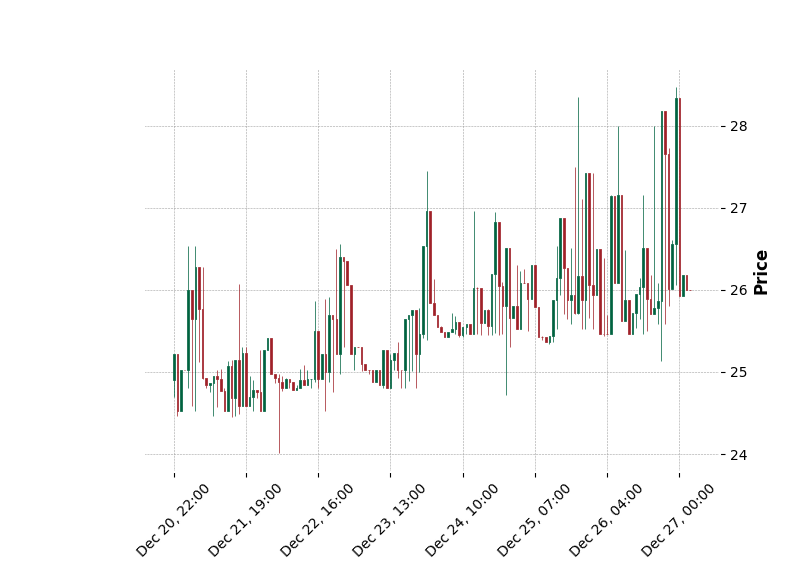 28
27
26
25
24
Price
Dec 20, 22:00
Dec 21, 19:00
Dec 22, 16:00
Dec 23, 13:00
Dec 24, 10:00
Dec 25, 07:00
Dec 26, 04:00
Dec 27, 00:00